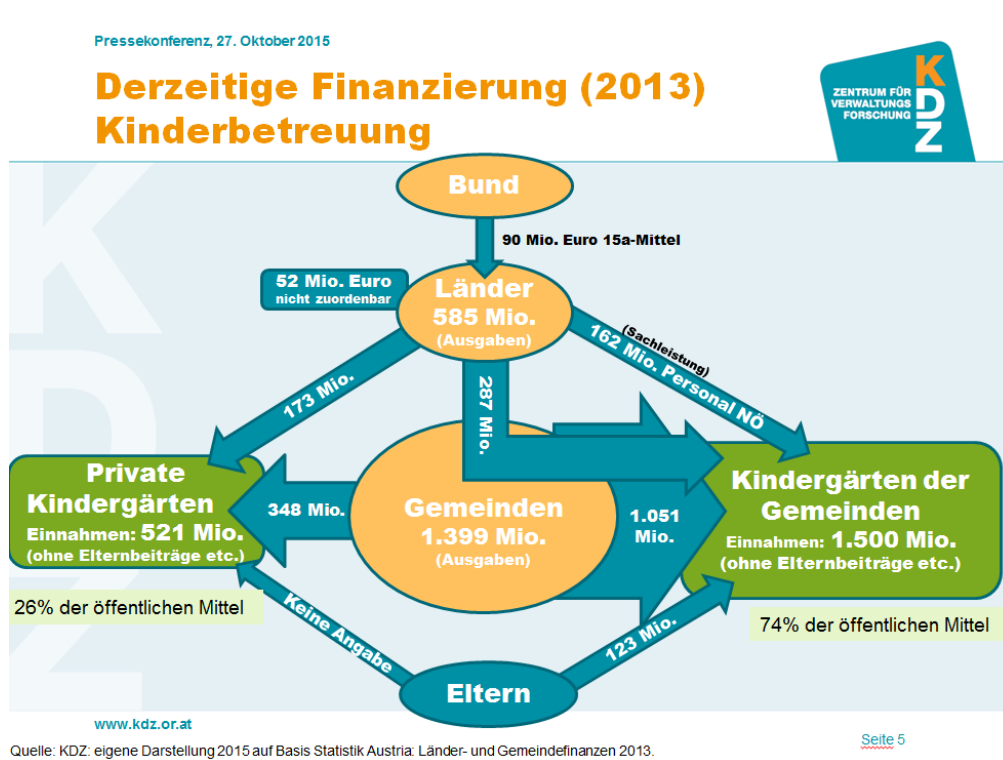 Pressekonferenz, 27. Oktober 2015
Derzeitige Finanzierung (2013)
Kinderbetreuung
ZENTRUM FÜR
VERWALTUNGS
FORSCHUNG
KDZ
Bund
90 Mio. Euro 15a-Mittel
52 Mio. Euro
nicht zuordenbar
Länder
585 Mio.
(Ausgaben)
(Sachleistung)
162 Mio. Personal NÖ
173 Mio.
287 Mio.
Private
Kindergärten
Einnahmen: 521 Mio.
(ohne Elternbeiträge etc.)
348 Mio.
Gemeinden
1.399 Mio.
(Ausgaben)
1.051
Mio.
Kindergärten der
Gemeinden
Einnahmen: 1.500 Mio.
(ohne Elternbeiträge etc.)
26% der öffentlichen Mittel
74% der öffentlichen Mittel
Keine Angabe
123 Mio.
Eltern
www.kdz.or.at
Seite 5
Quelle: KDZ: eigene Darstellung 2015 auf Basis Statistik Austria: Länder- und Gemeindefinanzen 2013.